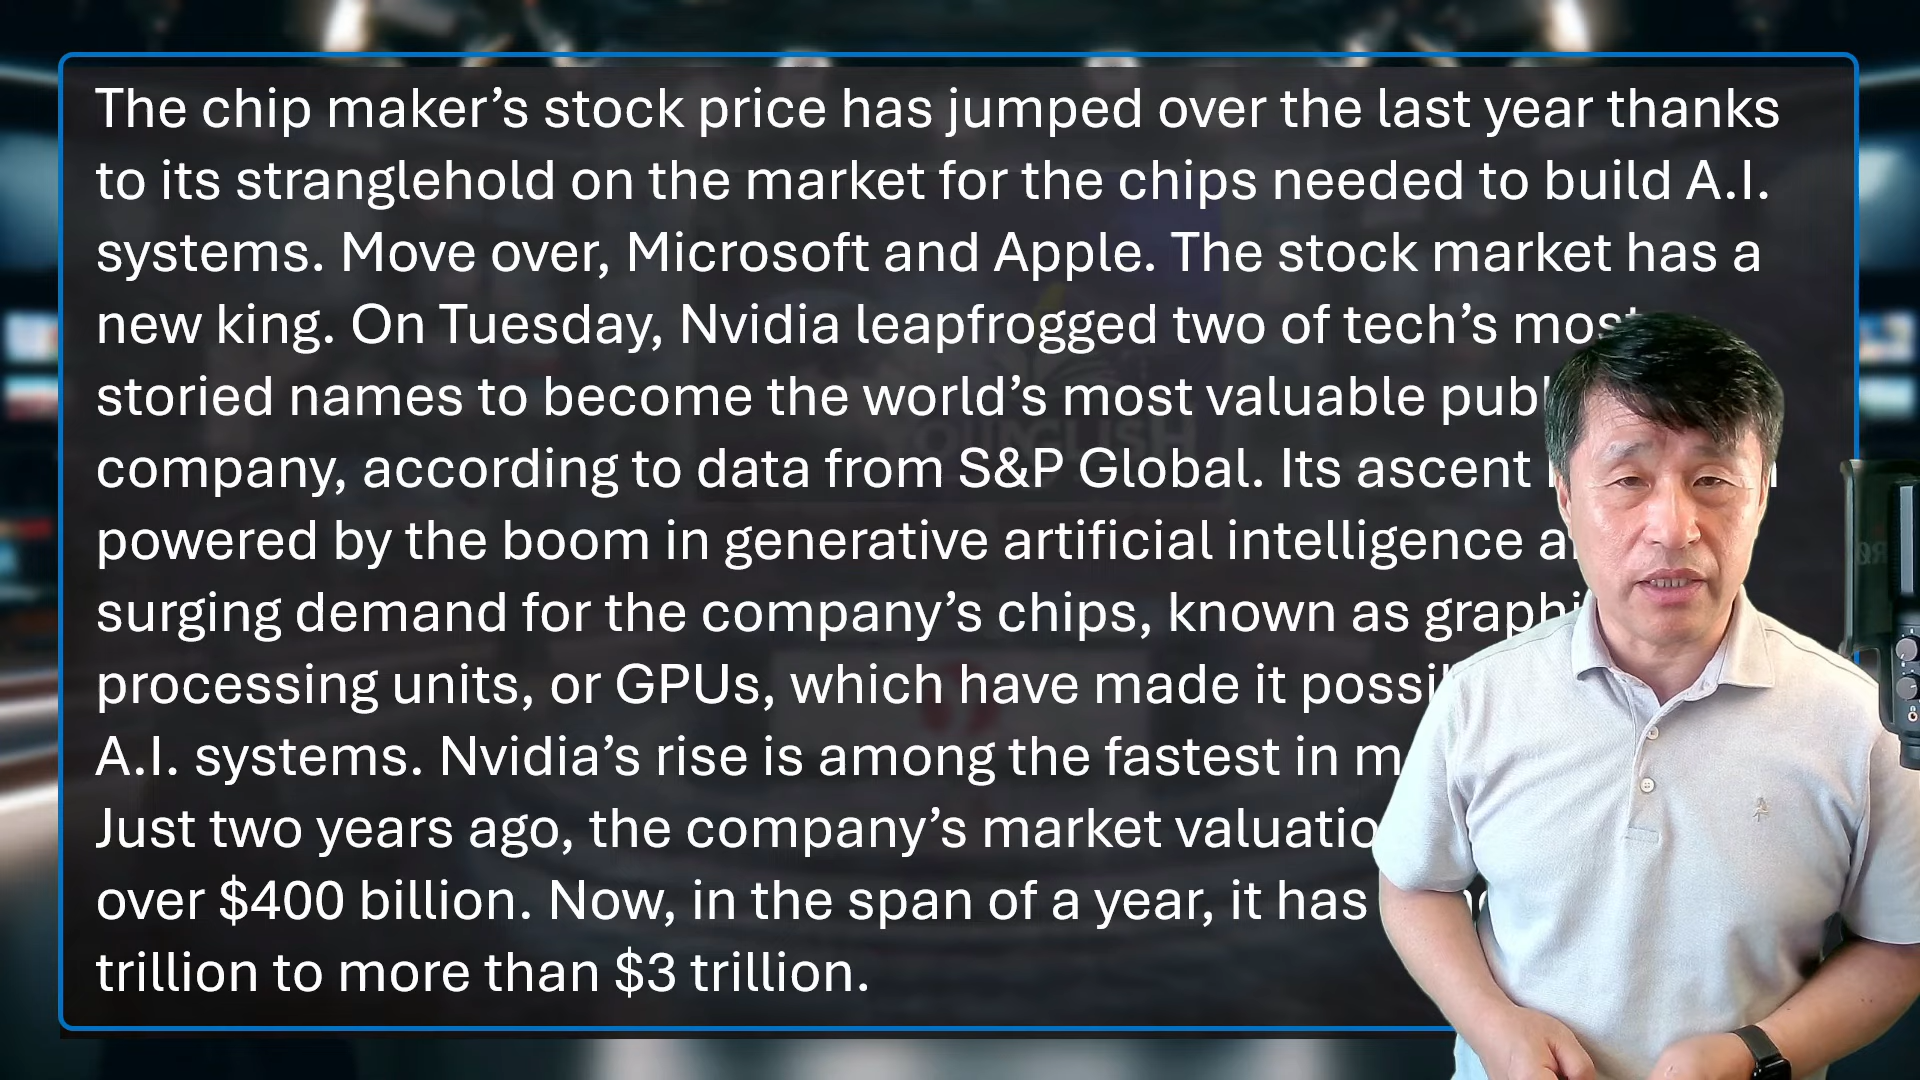 The chip maker’s stock price has jumped over the last year thanks
to its stranglehold on the market for the chips needed to build A.I.
systems. Move over, Microsoft and Apple. The stock market has a
new king. On Tuesday, Nvidia leapfrogged two of tech’s most
storied names to become the world’s most valuable
company, according to data from S&P Global. Its ascent
powered by the boom in generative artificial intelligence
surging demand for the company’s chips, known as
processing units, or GPUs, which have made it
A.I. systems. Nvidia’s rise is among the fastest in
Just two years ago, the company’s market
over $400 billion. Now, in the span of a year, it has
trillion to more than $3 trillion.